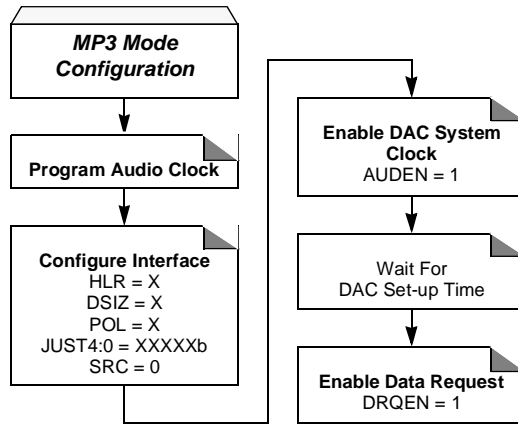 MP3 Mode
Configuration
Program Audio Clock
Configure Interface
HLR = X
DSIZ = X
POL = X
JUST4:0 = XXXXXb
SRC = 0
Enable DAC System
Clock
AUDEN = 1
Wait For
DAC Set-up Time
Enable Data Request
DRQEN = 1